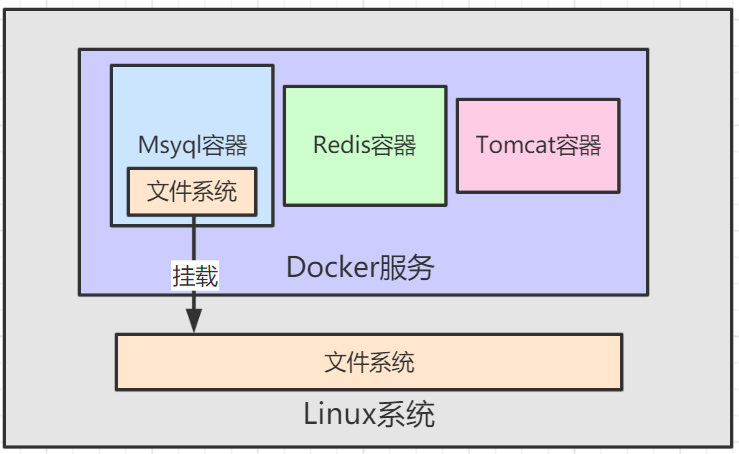 Msyql容器
Redis容器
Tomcat容器
文件系统
挂载
Docker服务
文件系统
Linux系统